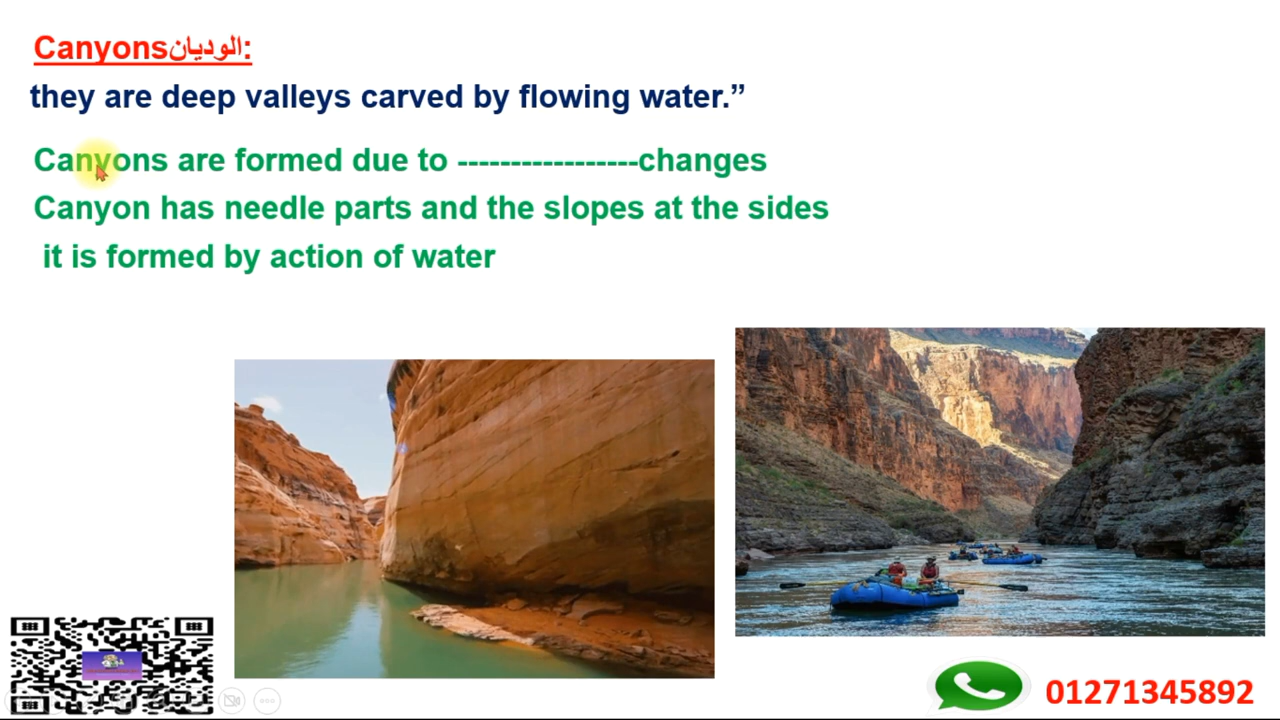 Canyonsالوديان:
they are deep valleys carved by flowing water.”
Canyons are formed due to -----------------changes
Canyon has needle parts and the slopes at the sides
it is formed by action of water
01271345892